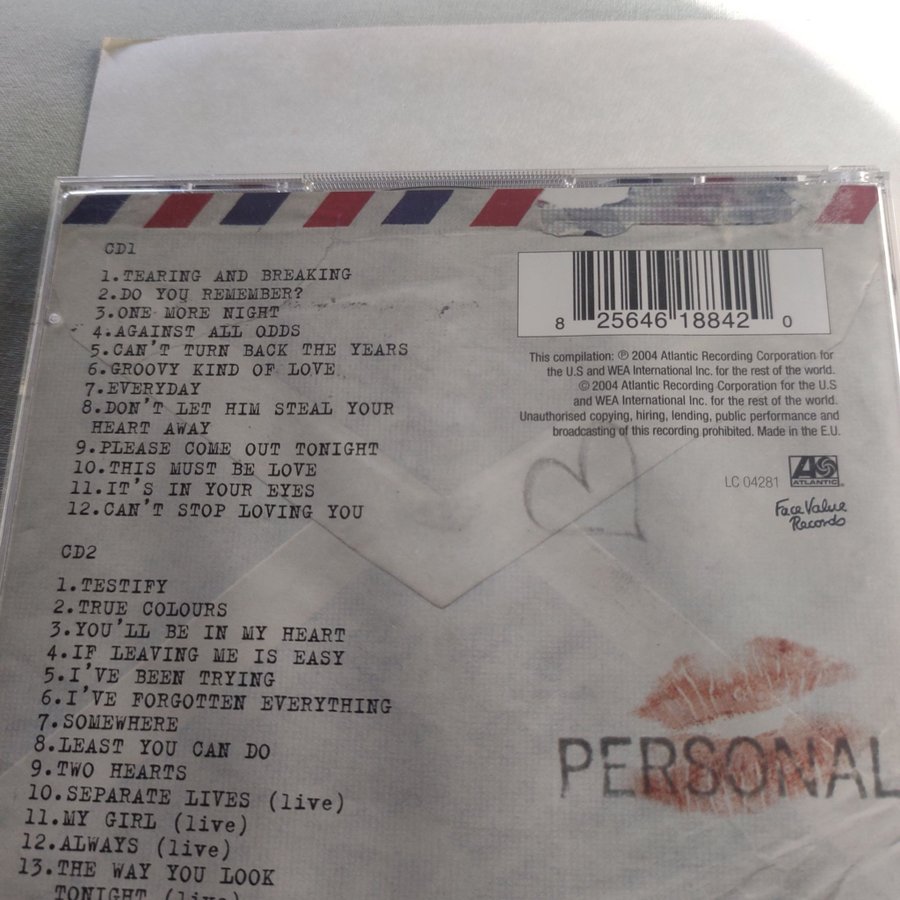 CD1
1.TEARING AND BREAKING
2.DO YOU REMEMBER?
3.ONE MORE NIGHT
4.AGAINST ALL ODDS
5.CAN'T TURN BACK THE YEARS
6.GROOVY KIND OF LOVE
7.EVERYDAY
8.DON'T LET HIM STEAL YOUR
HEART AWAY
9.PLEASE COME OUT TONIGHT
10.THIS MUST BE LOVE
11.IT'S IN YOUR EYES
12.CAN'T STOP LOVING YOU
CD2
1.TESTIFY
2.TRUE COLOURS
3.YOU'LL BE IN MY HEART
4.IF LEAVING ME IS EASY
5.I'VE BEEN TRYING
6.I'VE FORGOTTEN EVERYTHING
7.SOMEWHERE
8.LEAST YOU CAN DO
9.TWO HEARTS
10.SEPARATE LIVES (live)
11.MY GIRL (live)
12.ALWAYS (live)
13.THE WAY YOU LOOK
TONIGHT (live)
8 25646 18842 0
This compilation: ℗ 2004 Atlantic Recording Corporation for
the U.S and WEA International Inc. for the rest of the world.
© 2004 Atlantic Recording Corporation for the U.S
and WEA International Inc. for the rest of the world.
Unauthorised copying, hiring, lending, public performance and
broadcasting of this recording prohibited. Made in the E.U.
LC 04281
ATLANTIC
Face Value
Records
PERSONAL